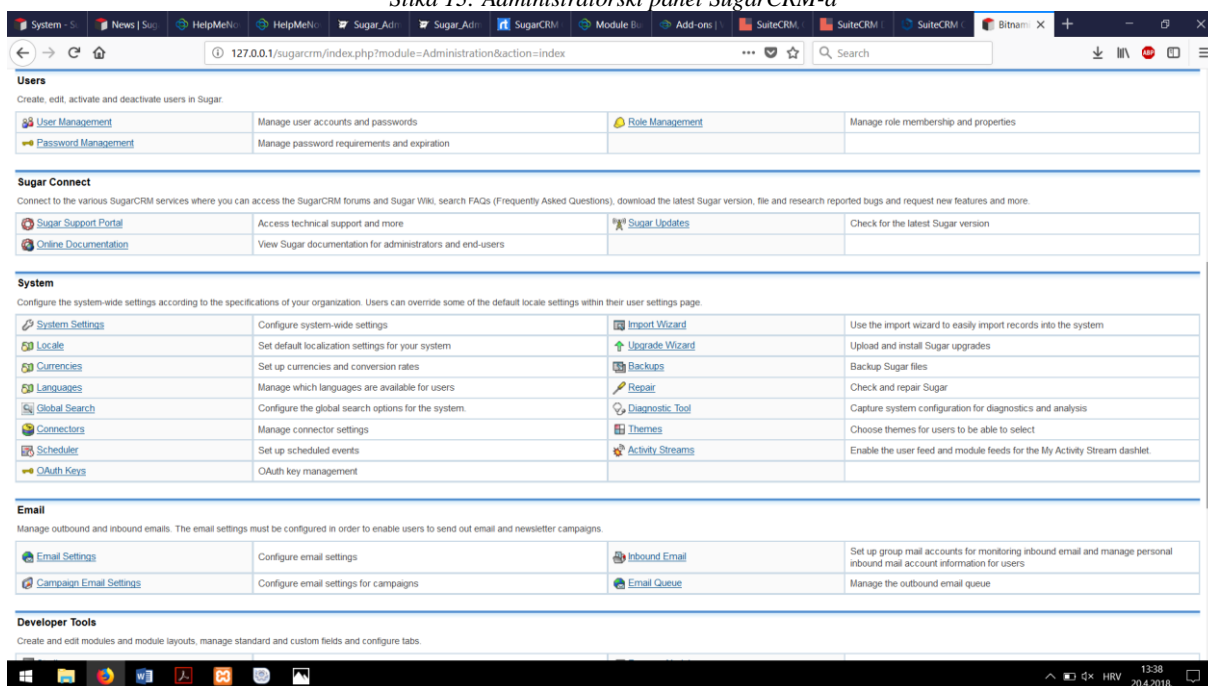 Slika 15. Administratorski panel SugarCRM-a
System - S News | Sug HelpMeNo HelpMeNo Sugar_Adm Sugar_Adm SugarCRM Module Bu Add-ons | SuiteCRM, SuiteCRM SuiteCRM Bitnami
127.0.0.1/sugarcrm/index.php?module=Administration&action=index Search
Users
Create, edit, activate and deactivate users in Sugar.
User Management Manage user accounts and passwords Role Management Manage role membership and properties
Password Management Manage password requirements and expiration
Sugar Connect
Connect to the various SugarCRM services where you can access the SugarCRM forums and Sugar Wiki, search FAQs (Frequently Asked Questions), download the latest Sugar version, file and research reported bugs and request new features and more.
Sugar Support Portal Access technical support and more Sugar Updates Check for the latest Sugar version
Online Documentation View Sugar documentation for administrators and end-users
System
Configure the system-wide settings according to the specifications of your organization. Users can override some of the default locale settings within their user settings page.
System Settings Configure system-wide settings Import Wizard Use the import wizard to easily import records into the system
Locale Set default localization settings for your system Upgrade Wizard Upload and install Sugar upgrades
Currencies Set up currencies and conversion rates Backups Backup Sugar files
Languages Manage which languages are available for users Repair Check and repair Sugar
Global Search Configure the global search options for the system. Diagnostic Tool Capture system configuration for diagnostics and analysis
Connectors Manage connector settings Themes Choose themes for users to be able to select
Scheduler Set up scheduled events Activity Streams Enable the user feed and module feeds for the My Activity Stream dashlet.
OAuth Keys OAuth key management
Email
Manage outbound and inbound emails. The email settings must be configured in order to enable users to send out email and newsletter campaigns.
Email Settings Configure email settings Inbound Email Set up group mail accounts for monitoring inbound email and manage personal
inbound mail account information for users
Campaign Email Settings Configure email settings for campaigns Email Queue Manage the outbound email queue
Developer Tools
Create and edit modules and module layouts, manage standard and custom fields and configure tabs.
HRV 13:38
20.4.2018.